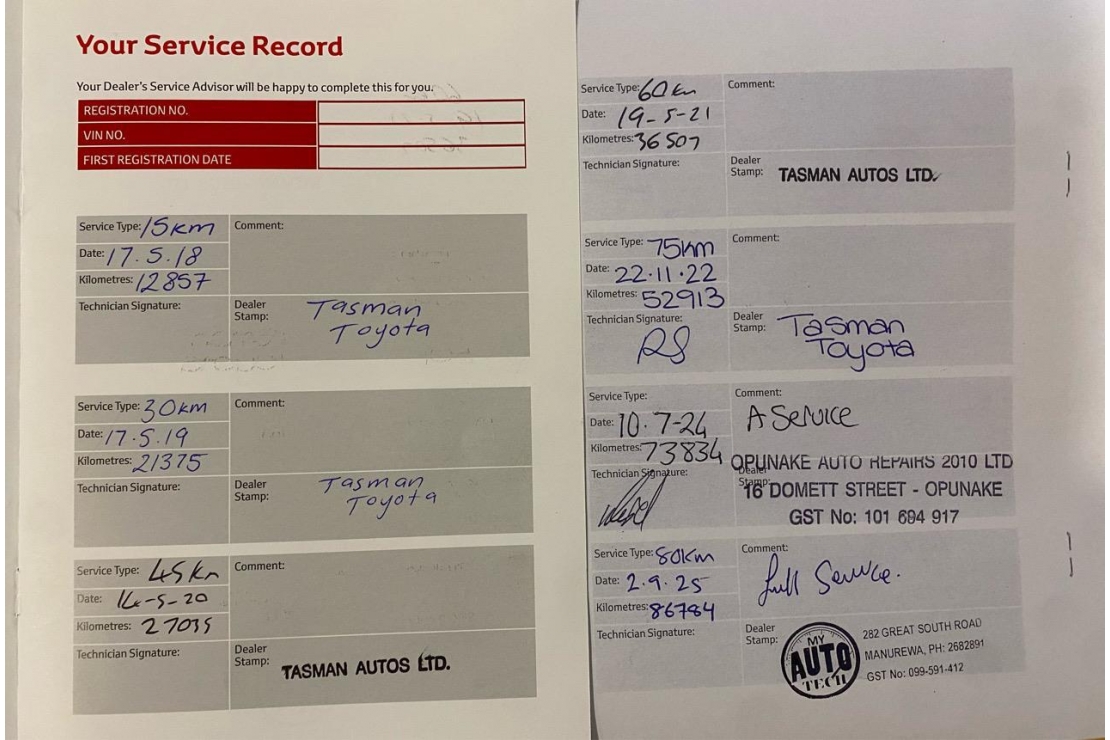 Your Service Record
Your Dealer's Service Advisor will be happy to complete this for you.
REGISTRATION NO.
VIN NO.
FIRST REGISTRATION DATE
Service Type: 15km
Comment:
Date: 17.5.18
Kilometres: 12857
Technician Signature:
Dealer Stamp: Tasman
Toyota
Service Type: 30km
Comment:
Date: 17.5.19
Kilometres: 21375
Technician Signature:
Dealer Stamp: Tasman
Toyota
Service Type: 45km
Comment:
Date: 14-5-20
Kilometres: 27035
Technician Signature:
Dealer Stamp: TASMAN AUTOS LTD.
Service Type: 60km
Comment:
Date: 19-5-21
Kilometres: 36507
Technician Signature:
Dealer Stamp: TASMAN AUTOS LTD.
Service Type: 75km
Comment:
Date: 22.11.22
Kilometres: 52913
Technician Signature: RS
Dealer Stamp: Tasman
Toyota
Service Type:
Comment:
Date: 10.7-24
A Service
Kilometres: 73834
Technician Signature:
Dealer Stamp:
OPUNAKE AUTO REPAIRS 2010 LTD
16 DOMETT STREET - OPUNAKE
GST No: 101 694 917
Service Type: 80km
Comment:
Date: 2.9.25
full Service.
Kilometres: 86784
Technician Signature:
Dealer Stamp:
MY
AUTO
TECH
282 GREAT SOUTH ROAD
MANUREWA, PH: 2682891
GST No: 099-591-412